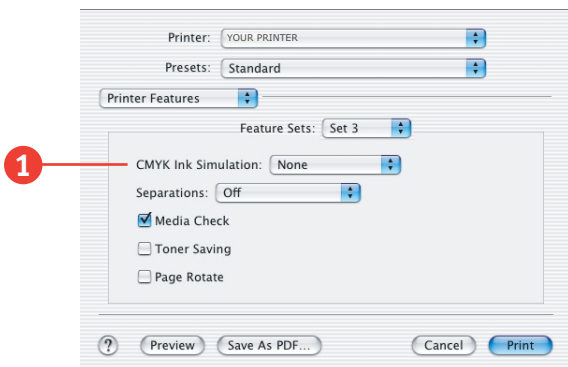 Printer: YOUR PRINTER
Presets: Standard
Printer Features
Feature Sets: Set 3
1 CMYK Ink Simulation: None
Separations: Off
Media Check
Toner Saving
Page Rotate
? Preview Save As PDF... Cancel Print